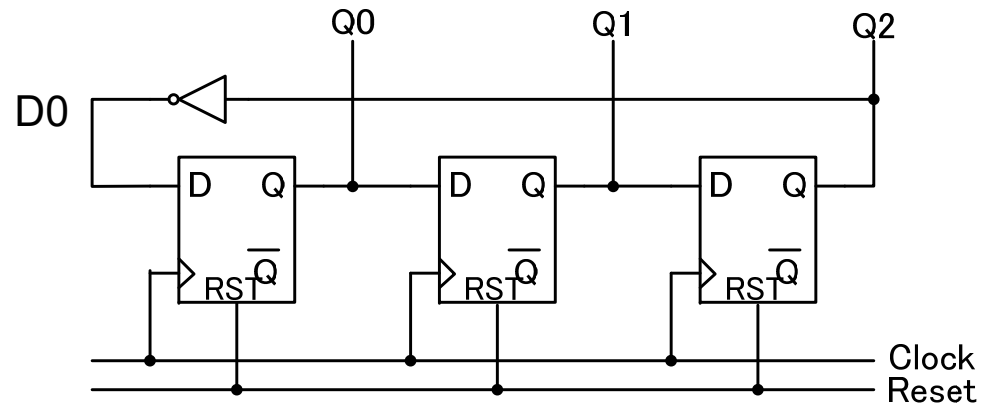 Q0 Q1 Q2
D0
D Q D Q D Q
Q Q Q
RST RST RST
Clock
Reset